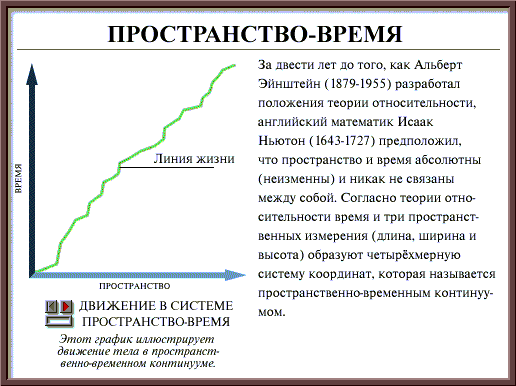 ПРОСТРАНСТВО-ВРЕМЯ
За двести лет до того, как Альберт
Эйнштейн (1879-1955) разработал
положения теории относительности,
английский математик Исаак
Ньютон (1643-1727) предположил,
что пространство и время абсолютны
(неизменны) и никак не связаны
между собой. Согласно теории отно-
сительности время и три пространст-
венных измерения (длина, ширина и
высота) образуют четырёхмерную
систему координат, которая называется
пространственно-временным континуу-
мом.
ВРЕМЯ
Линия жизни
ПРОСТРАНСТВО
ДВИЖЕНИЕ В СИСТЕМЕ
ПРОСТРАНСТВО-ВРЕМЯ
Этот график иллюстрирует
движение тела в пространст-
венно-временном континууме.